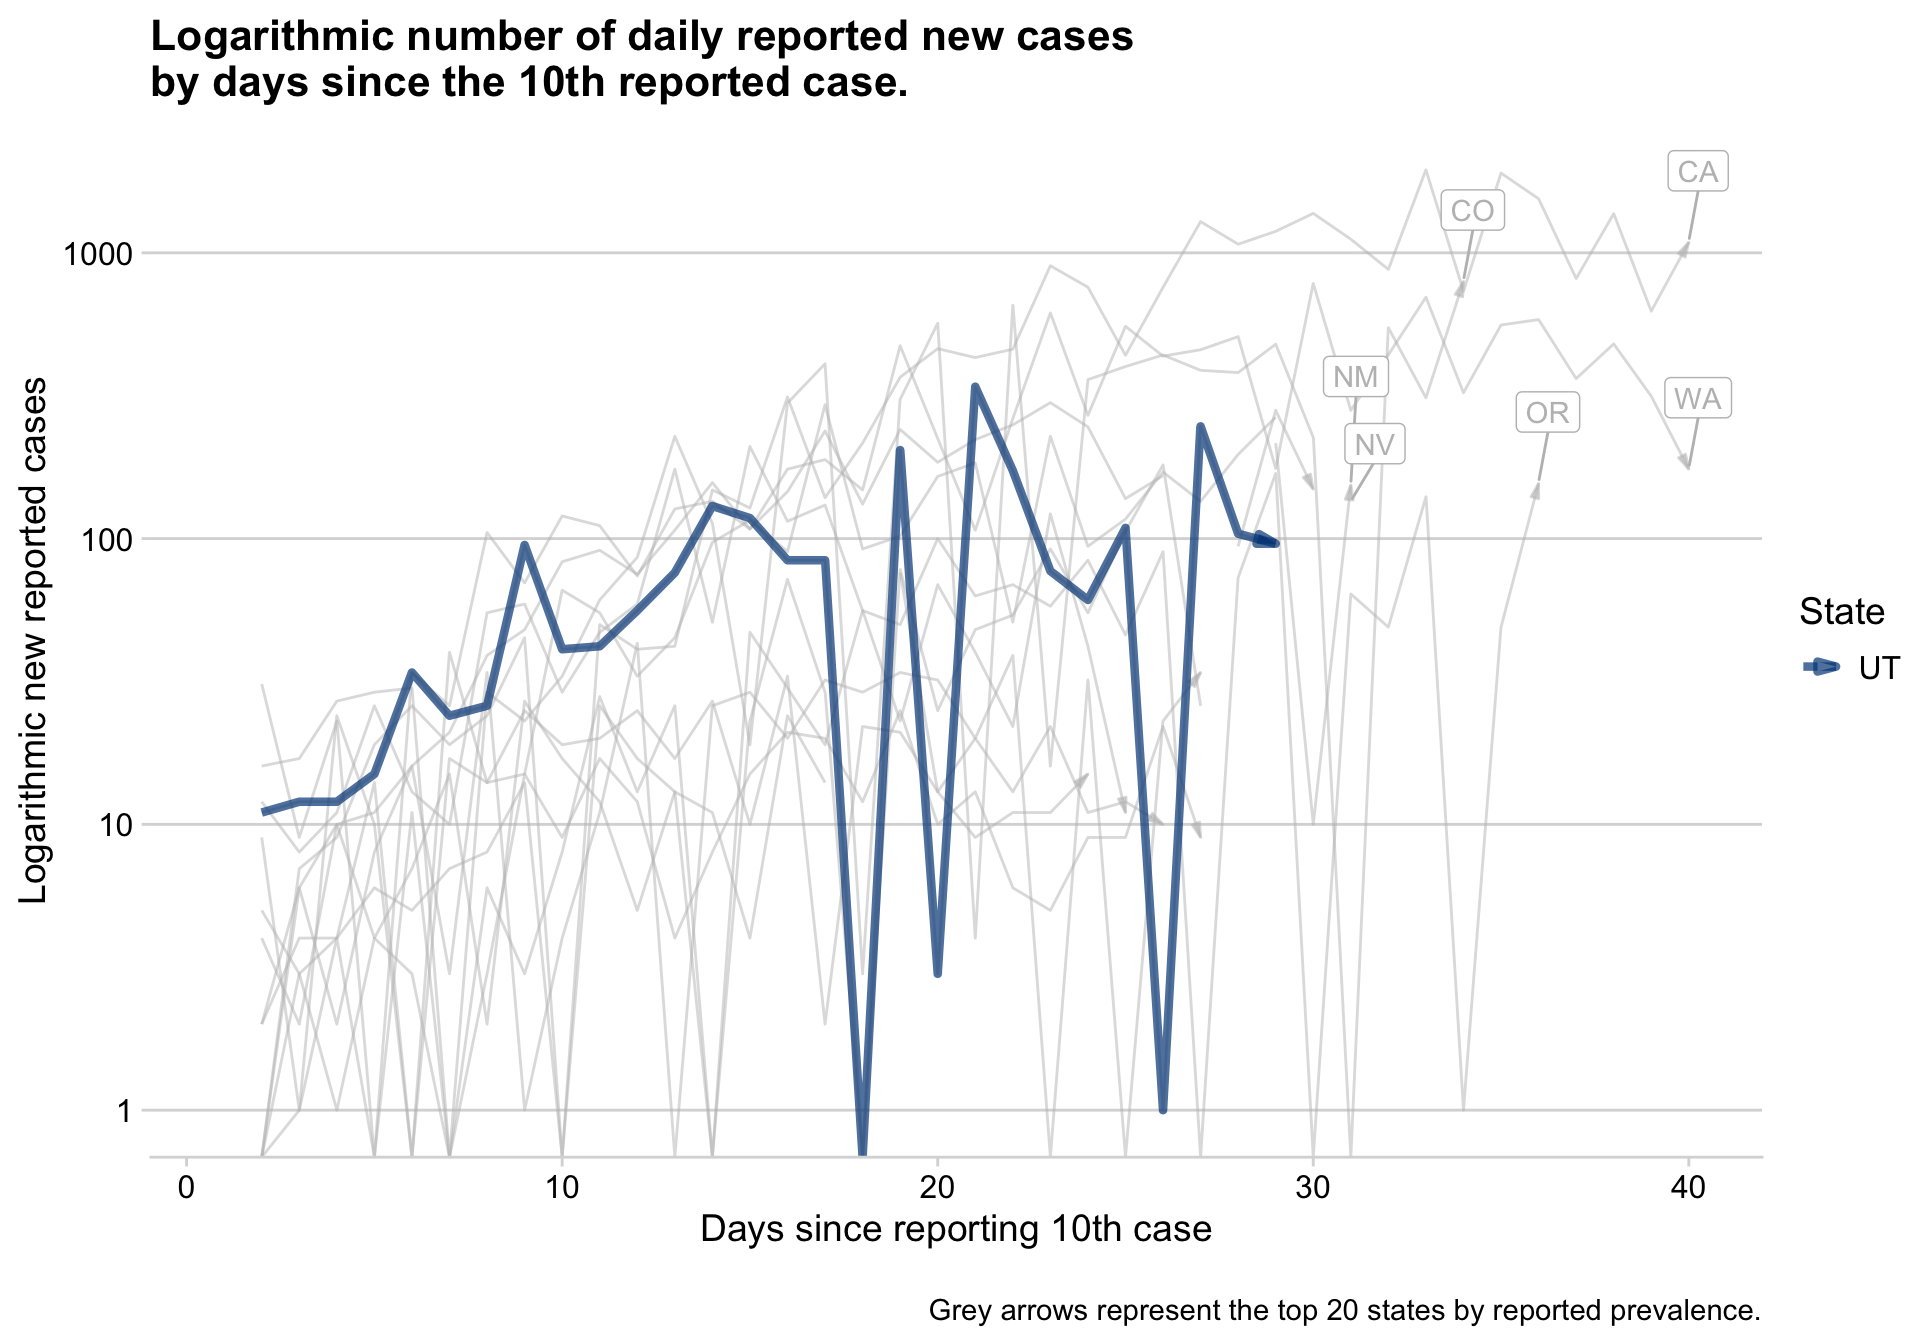 Logarithmic number of daily reported new cases
by days since the 10th reported case.
Logarithmic new reported cases
1000
100
10
1
CA
CO
NM
NV
OR
WA
State
UT
0 10 20 30 40
Days since reporting 10th case
Grey arrows represent the top 20 states by reported prevalence.